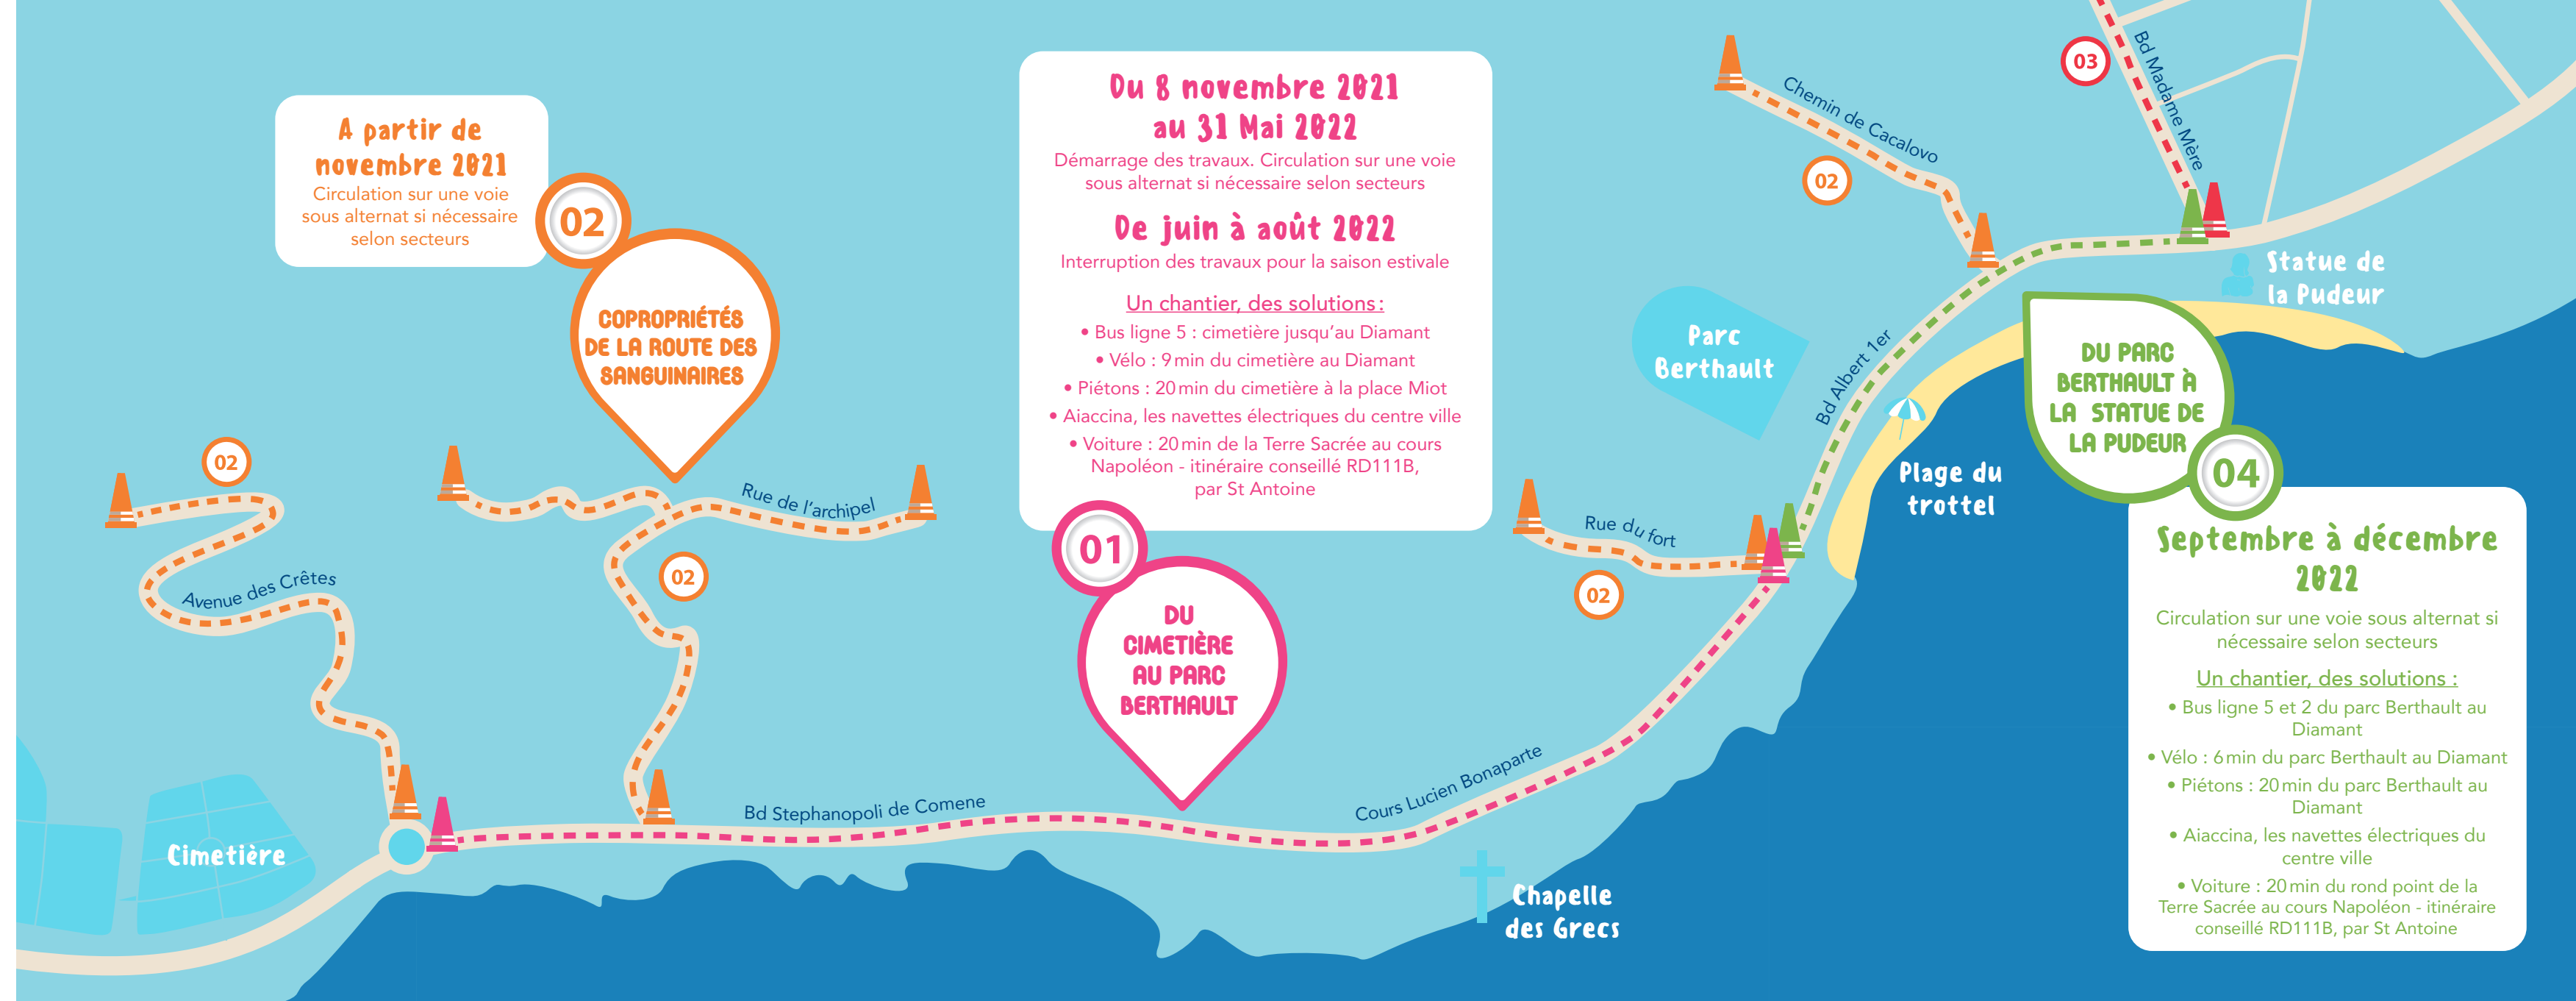 A partir de
novembre 2021
Circulation sur une voie
sous alternat si nécessaire
selon secteurs
02
COPROPRIÉTÉS
DE LA ROUTE DES
SANGUINAIRES
02
Avenue des Crêtes
Cimetière
Rue de l'archipel
02
Bd Stephanopoli de Comene
Du 8 novembre 2021
au 31 Mai 2022
Démarrage des travaux. Circulation sur une voie
sous alternat si nécessaire selon secteurs
De juin à août 2022
Interruption des travaux pour la saison estivale
Un chantier, des solutions :
• Bus ligne 5 : cimetière jusqu'au Diamant
• Vélo : 9 min du cimetière au Diamant
• Piétons : 20 min du cimetière à la place Miot
• Aiaccina, les navettes électriques du centre ville
• Voiture : 20 min de la Terre Sacrée au cours
Napoléon - itinéraire conseillé RD111B,
par St Antoine
01
DU
CIMETIÈRE
AU PARC
BERTHAULT
Cours Lucien Bonaparte
Chapelle
des Grecs
Rue du fort
02
Chemin de Cacalovo
02
Parc
Berthault
Bd Albert 1er
Plage du
trottel
03
Bd Madame Mère
Statue de
la Pudeur
DU PARC
BERTHAULT À
LA STATUE DE
LA PUDEUR
04
Septembre à décembre
2022
Circulation sur une voie sous alternat si
nécessaire selon secteurs
Un chantier, des solutions :
• Bus ligne 5 et 2 du parc Berthault au
Diamant
• Vélo : 6 min du parc Berthault au Diamant
• Piétons : 20 min du parc Berthault au
Diamant
• Aiaccina, les navettes électriques du
centre ville
• Voiture : 20 min du rond point de la
Terre Sacrée au cours Napoléon - itinéraire
conseillé RD111B, par St Antoine